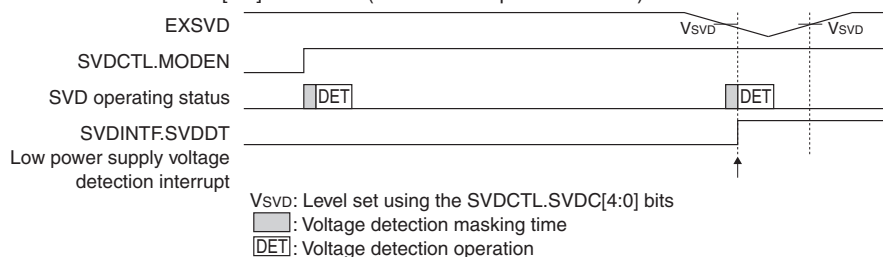 EXSVD
VSVD
VSVD
SVDCTL.MODEN
SVD operating status
DET
DET
SVDINTF.SVDDT
Low power supply voltage
detection interrupt
VSVD: Level set using the SVDCTL.SVDC[4:0] bits
: Voltage detection masking time
DET: Voltage detection operation